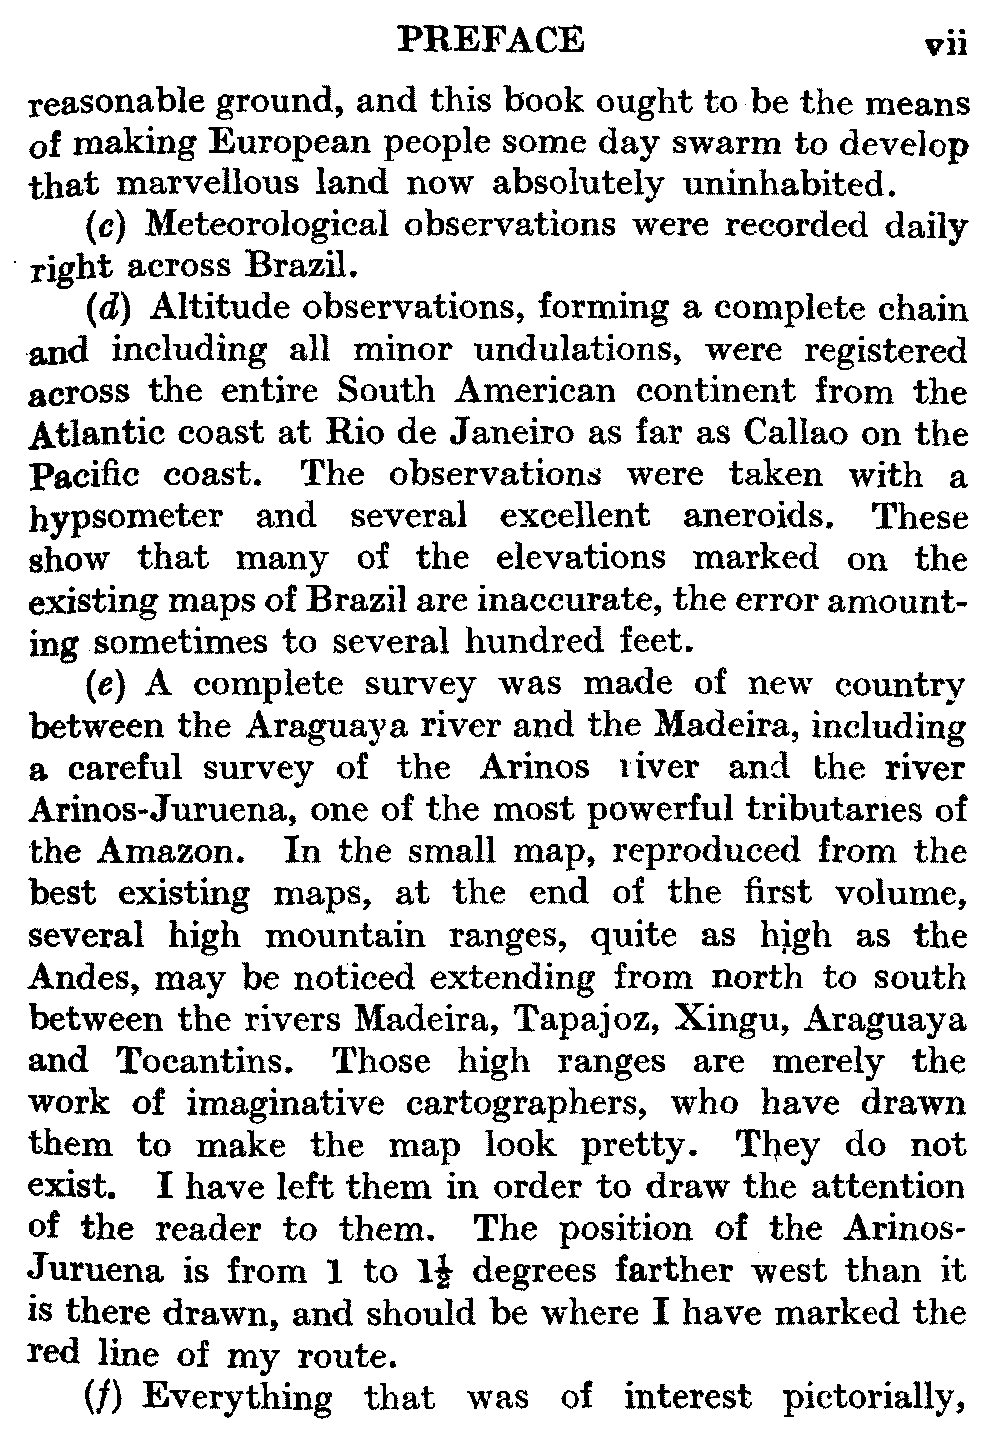 PREFACE vii
reasonable ground, and this book ought to be the means
of making European people some day swarm to develop
that marvellous land now absolutely uninhabited.
(c) Meteorological observations were recorded daily
right across Brazil.
(d) Altitude observations, forming a complete chain
and including all minor undulations, were registered
across the entire South American continent from the
Atlantic coast at Rio de Janeiro as far as Callao on the
Pacific coast. The observations were taken with a
hypsometer and several excellent aneroids. These
show that many of the elevations marked on the
existing maps of Brazil are inaccurate, the error amount-
ing sometimes to several hundred feet.
(e) A complete survey was made of new country
between the Araguaya river and the Madeira, including
a careful survey of the Arinos river and the river
Arinos-Juruena, one of the most powerful tributaries of
the Amazon. In the small map, reproduced from the
best existing maps, at the end of the first volume,
several high mountain ranges, quite as high as the
Andes, may be noticed extending from north to south
between the rivers Madeira, Tapajoz, Xingu, Araguaya
and Tocantins. Those high ranges are merely the
work of imaginative cartographers, who have drawn
them to make the map look pretty. They do not
exist. I have left them in order to draw the attention
of the reader to them. The position of the Arinos-
Juruena is from 1 to 1½ degrees farther west than it
is there drawn, and should be where I have marked the
red line of my route.
(f) Everything that was of interest pictorially,